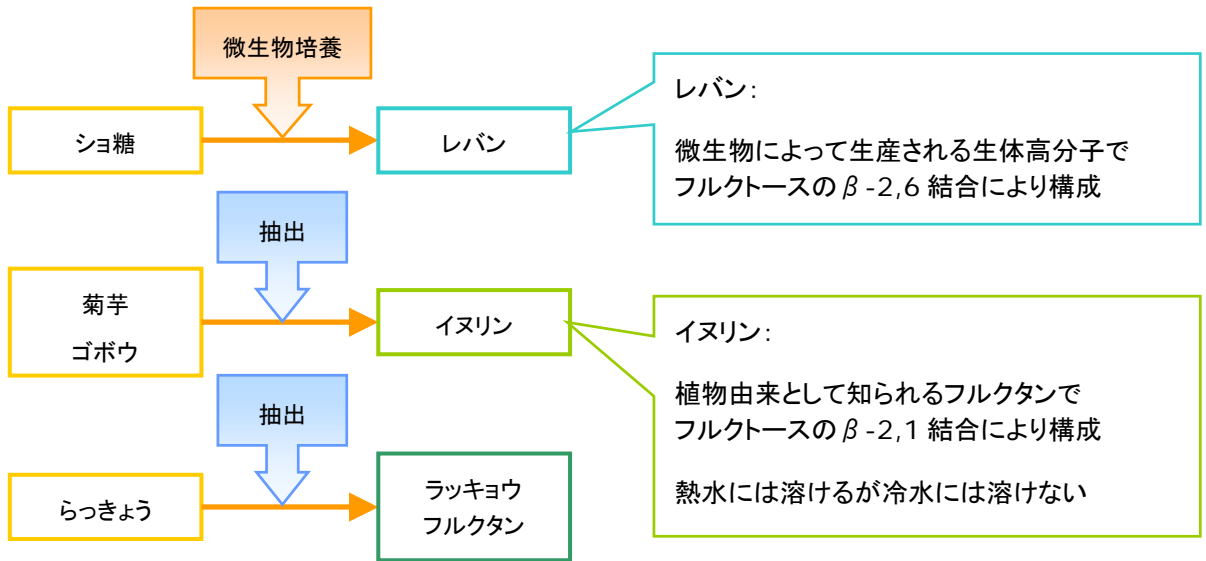 微生物培養
ショ糖
レバン
レバン：
微生物によって生産される生体高分子で
フルクトースのβ-2,6 結合により構成
抽出
菊芋
ゴボウ
イヌリン
イヌリン：
植物由来として知られるフルクタンで
フルクトースのβ-2,1 結合により構成
熱水には溶けるが冷水には溶けない
抽出
らっきょう
ラッキョウ
フルクタン